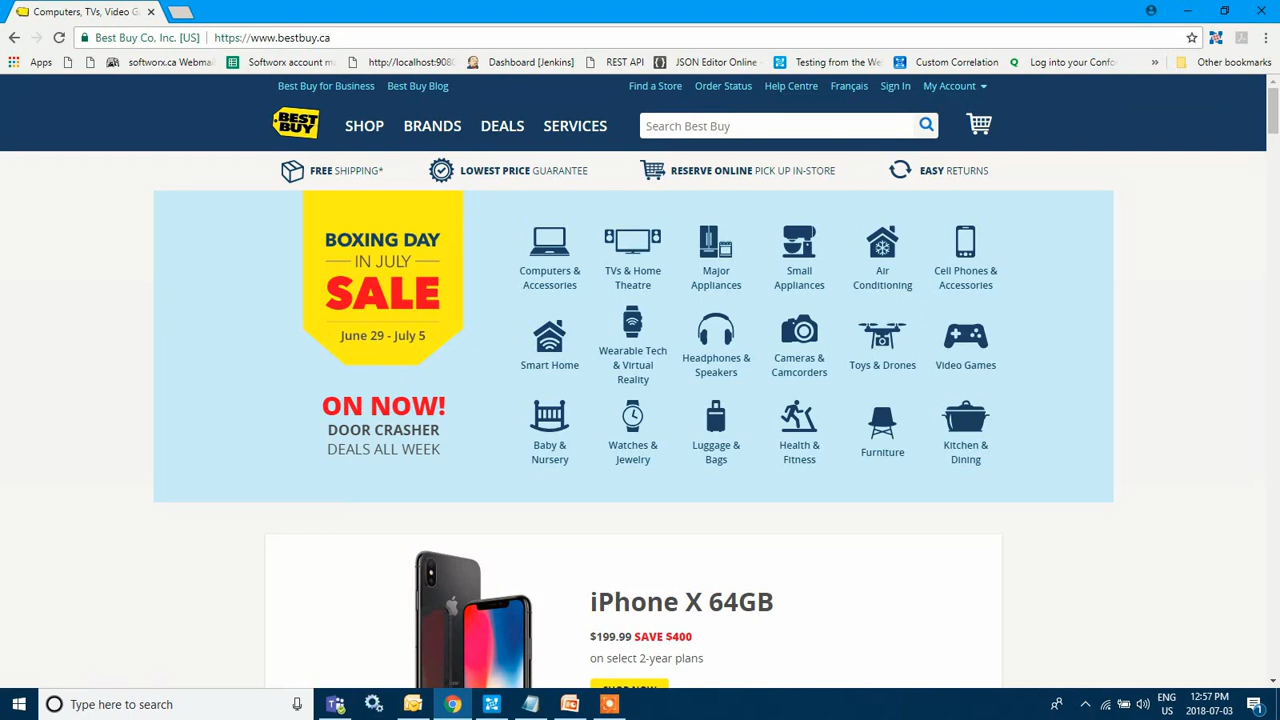 Computers, TVs, Video G
Best Buy Co, Inc. [US] https://www.bestbuy.ca
Apps softworx.ca Webma Softworx account m http://localhost:908 Dashboard [Jenkins] REST API JSON Editor Online - Testing from the We Custom Correlation Log into your Confo » Other bookmarks
Best Buy for Business Best Buy Blog Find a Store Order Status Help Centre Français Sign In My Account
BEST BUY SHOP BRANDS DEALS SERVICES Search Best Buy
FREE SHIPPING* LOWEST PRICE GUARANTEE RESERVE ONLINE PICK UP IN-STORE EASY RETURNS
BOXING DAY
IN JULY
SALE
June 29 - July 5
ON NOW!
DOOR CRASHER
DEALS ALL WEEK
Computers & Accessories
TVs & Home Theatre
Major Appliances
Small Appliances
Air Conditioning
Cell Phones & Accessories
Smart Home
Wearable Tech & Virtual Reality
Headphones & Speakers
Cameras & Camcorders
Toys & Drones
Video Games
Baby & Nursery
Watches & Jewelry
Luggage & Bags
Health & Fitness
Furniture
Kitchen & Dining
iPhone X 64GB
$199.99 SAVE $400
on select 2-year plans
SHOP NOW
Type here to search
ENG 12:57 PM
US 2018-07-03
1